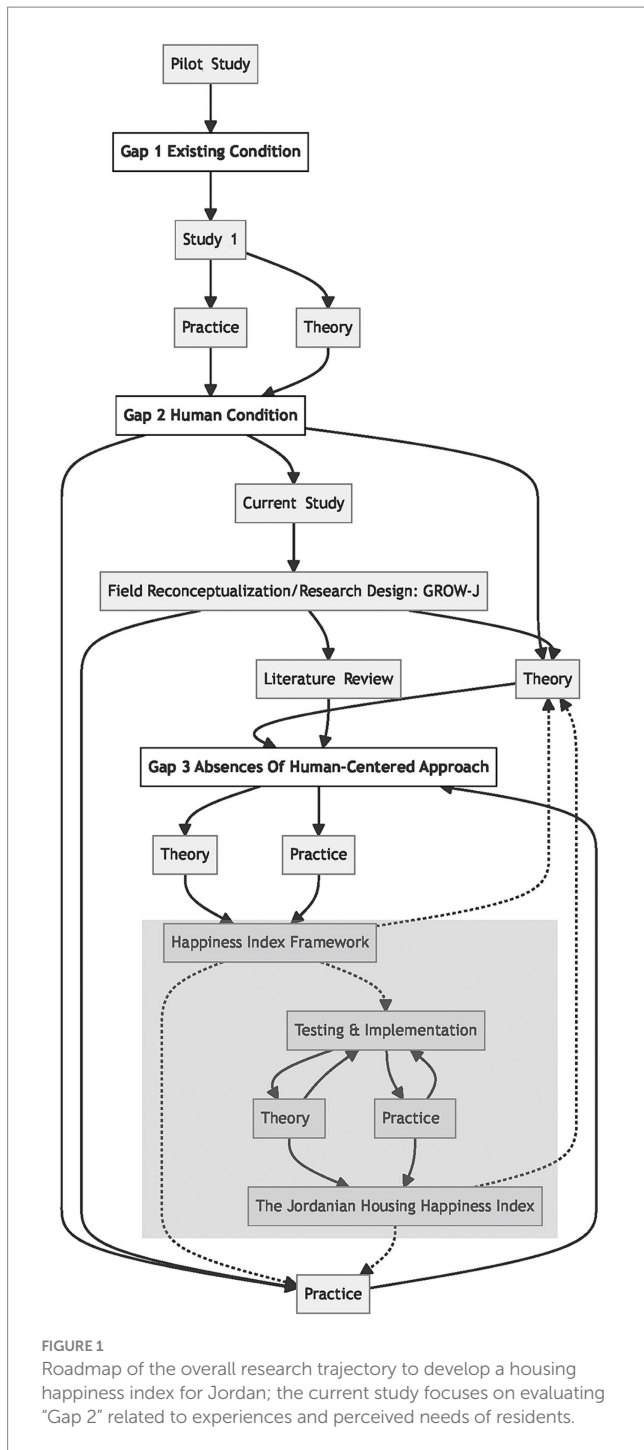 Pilot Study
Gap 1 Existing Condition
Study 1
Practice
Theory
Gap 2 Human Condition
Current Study
Field Reconceptualization/Research Design: GROW-J
Literature Review
Theory
Gap 3 Absences Of Human-Centered Approach
Theory
Practice
Happiness Index Framework
Testing & Implementation
Theory
Practice
The Jordanian Housing Happiness Index
Practice
FIGURE 1
Roadmap of the overall research trajectory to develop a housing
happiness index for Jordan; the current study focuses on evaluating
“Gap 2” related to experiences and perceived needs of residents.